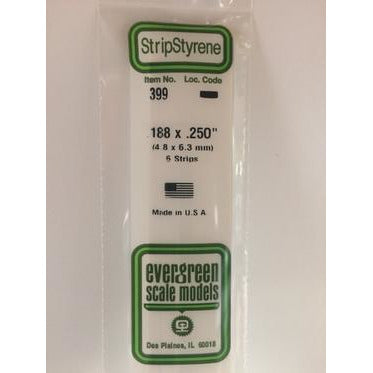 StripStyrene
Item No. Loc. Code
399
.188 x .250"
(4.8 x 6.3 mm)
6 Strips
Made in U.S.A
evergreen
scale models
Des Plaines, IL 60018